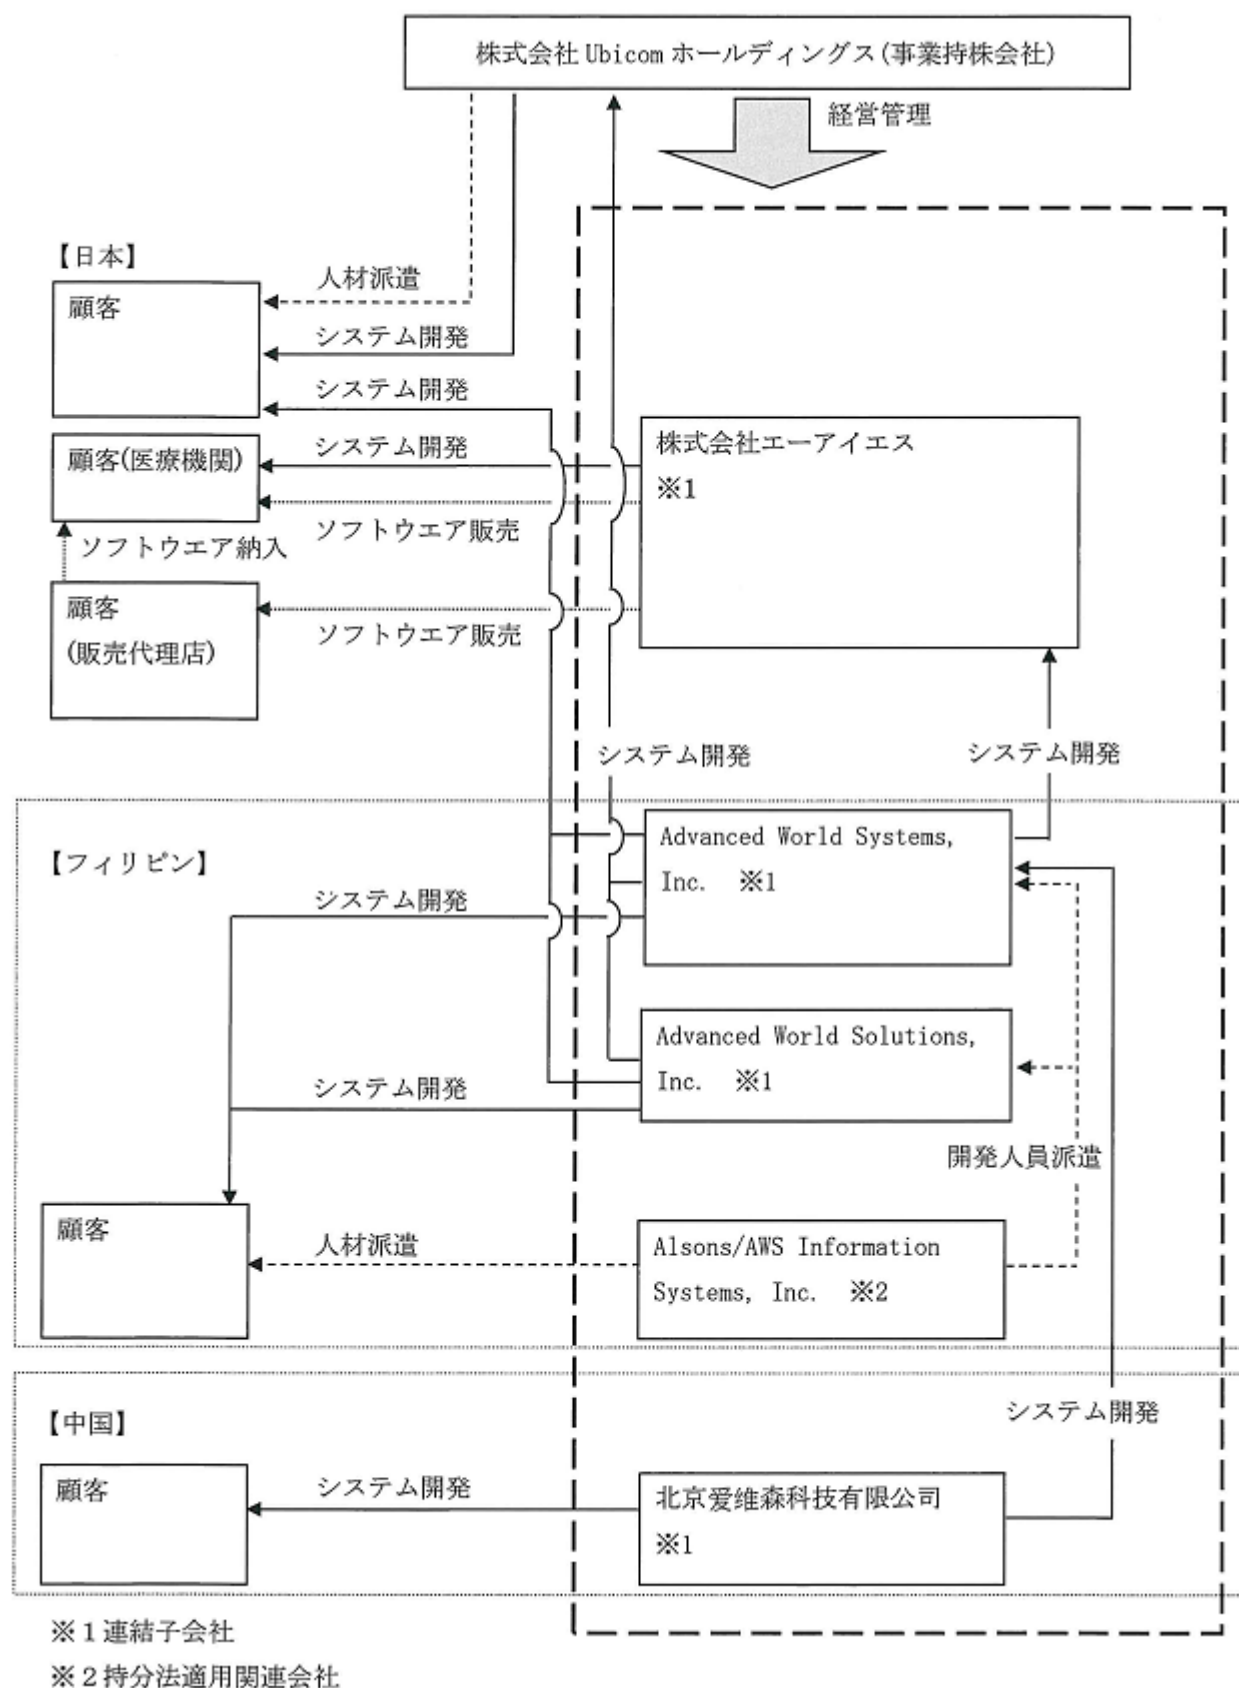 株式会社Ubicomホールディングス(事業持株会社)
経営管理
【日本】
人材派遣
顧客
システム開発
システム開発
システム開発
顧客(医療機関)
株式会社エーアイエス
※1
ソフトウエア販売
ソフトウエア納入
顧客
(販売代理店)
ソフトウエア販売
システム開発
システム開発
【フィリピン】
Advanced World Systems,
Inc. ※1
システム開発
Advanced World Solutions,
Inc. ※1
システム開発
開発人員派遣
顧客
人材派遣
Alsons/AWS Information
Systems, Inc. ※2
【中国】
システム開発
顧客
システム開発
北京爱维森科技有限公司
※1
※1連結子会社
※2持分法適用関連会社